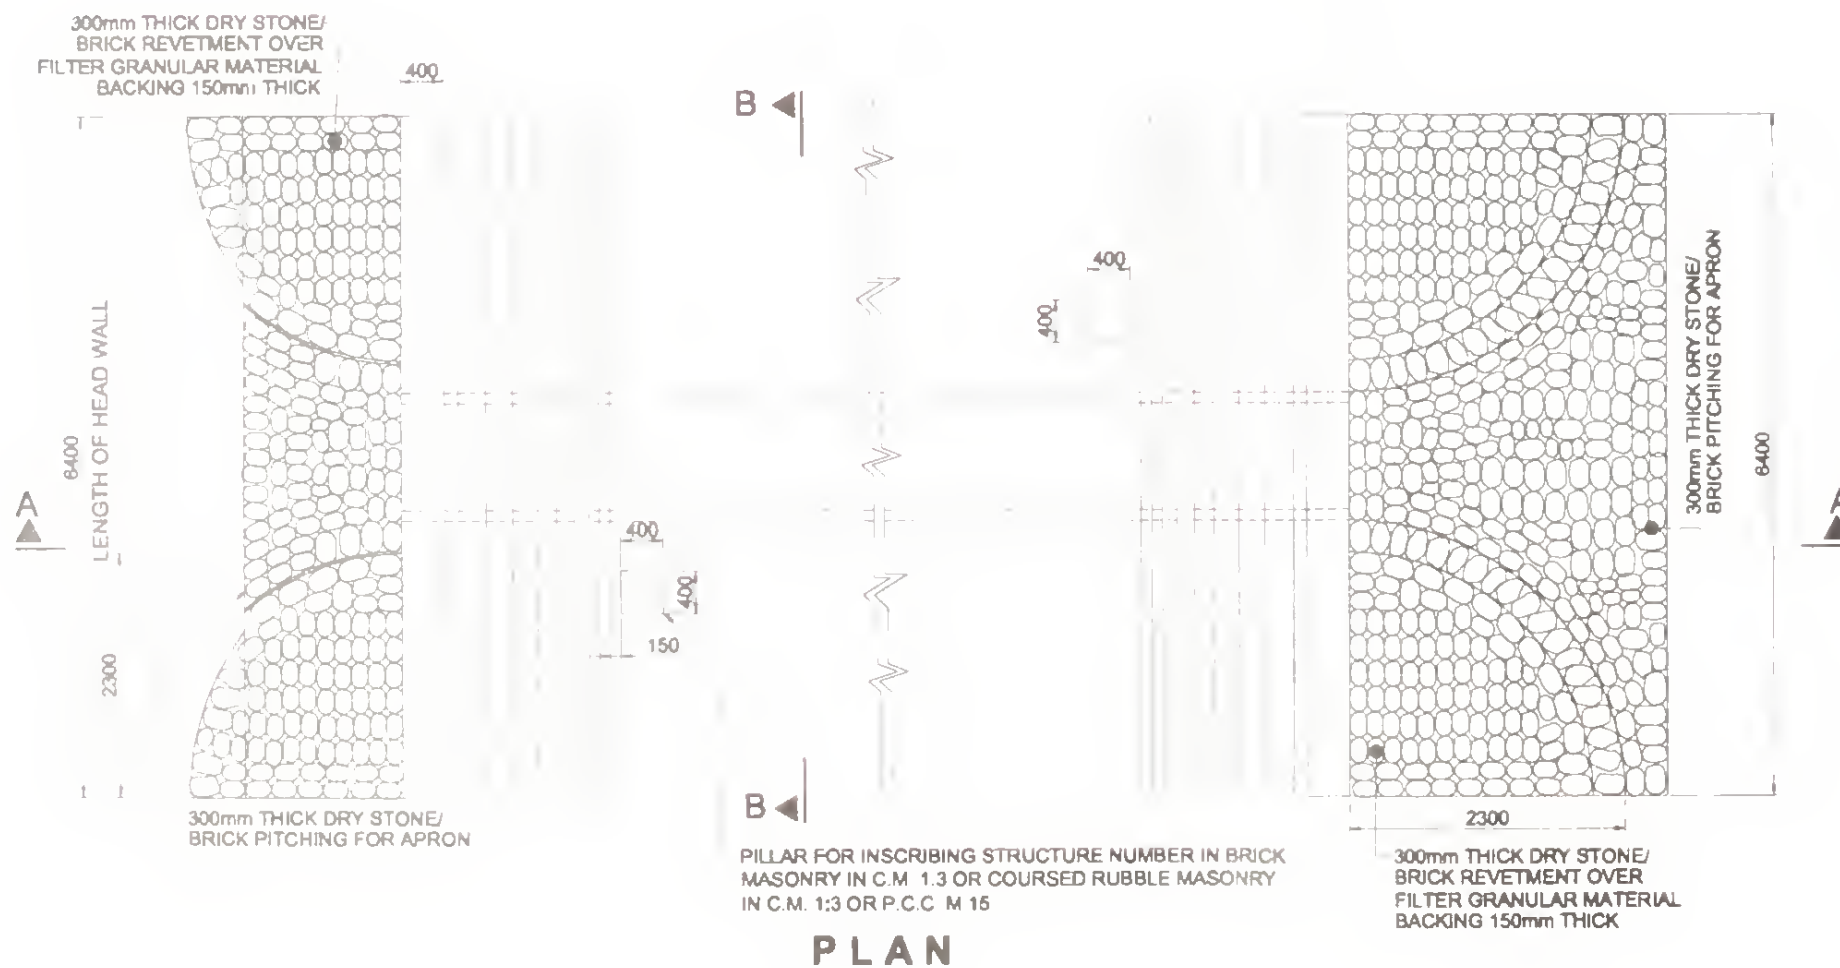 300mm THICK DRY STONE/
BRICK REVETMENT OVER
FILTER GRANULAR MATERIAL
BACKING 150mm THICK
400
B
400
400
LENGTH OF HEAD WALL
6400
A
2300
400
400
150
300mm THICK DRY STONE/
BRICK PITCHING FOR APRON
6400
A
300mm THICK DRY STONE/
BRICK PITCHING FOR APRON
B
2300
PILLAR FOR INSCRIBING STRUCTURE NUMBER IN BRICK
MASONRY IN C.M 1.3 OR COURSED RUBBLE MASONRY
IN C.M. 1:3 OR P.C.C M 15
300mm THICK DRY STONE/
BRICK REVETMENT OVER
FILTER GRANULAR MATERIAL
BACKING 150mm THICK
PLAN